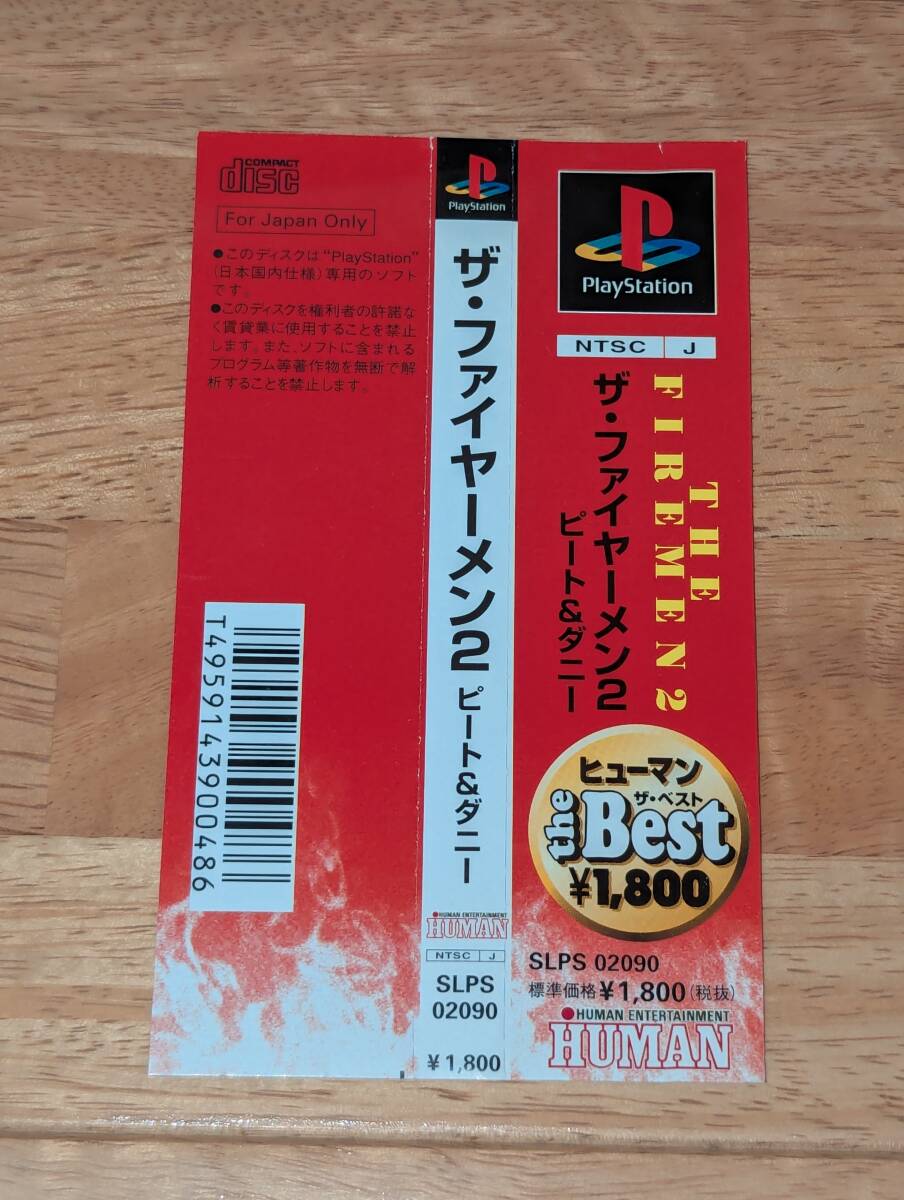 COMPACT
disc
For Japan Only
●このディスクは“PlayStation”
(日本国内仕様)専用のソフト
です。
●このディスクを権利者の許諾な
く賃貸業に使用することを禁止
します。また、ソフトに含まれる
プログラム等著作物を無断で解
析することを禁止します。
T4959143900486
PlayStation
ザ・ファイヤーメン2 ピート&ダニー
HUMAN ENTERTAINMENT
HUMAN
NTSC J
SLPS
02090
¥1,800
PlayStation
NTSC J
THE
FIREMEN 2
ザ・ファイヤーメン2
ピート&ダニー
ヒューマン
ザ・ベスト
the Best
¥1,800
SLPS 02090
標準価格¥1,800(税抜)
HUMAN ENTERTAINMENT
HUMAN